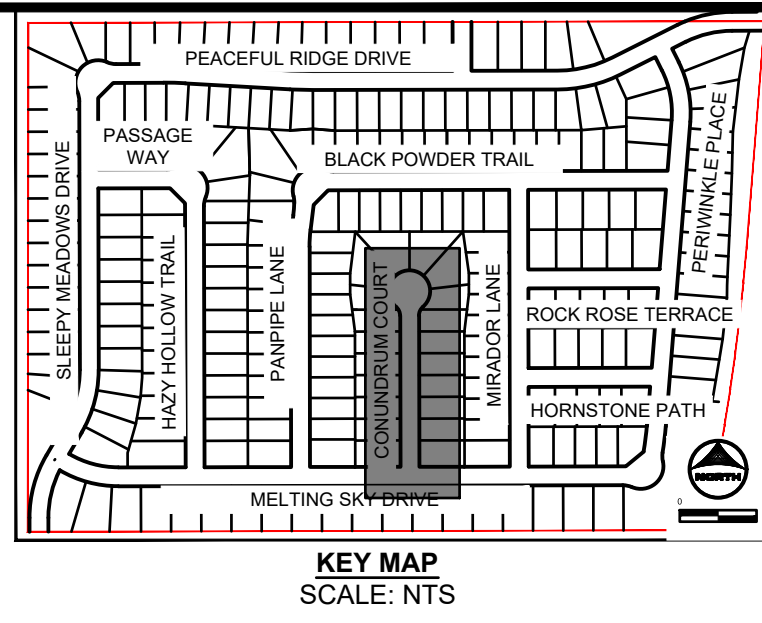 PEACEFUL RIDGE DRIVE
PASSAGE
WAY
BLACK POWDER TRAIL
SLEEPY MEADOWS DRIVE
HAZY HOLLOW TRAIL
PANPIPE LANE
CONUNDRUM COURT
MIRADOR LANE
PERIWINKLE PLACE
ROCK ROSE TERRACE
HORNSTONE PATH
MELTING SKY DRIVE
NORTH
0
KEY MAP
SCALE: NTS